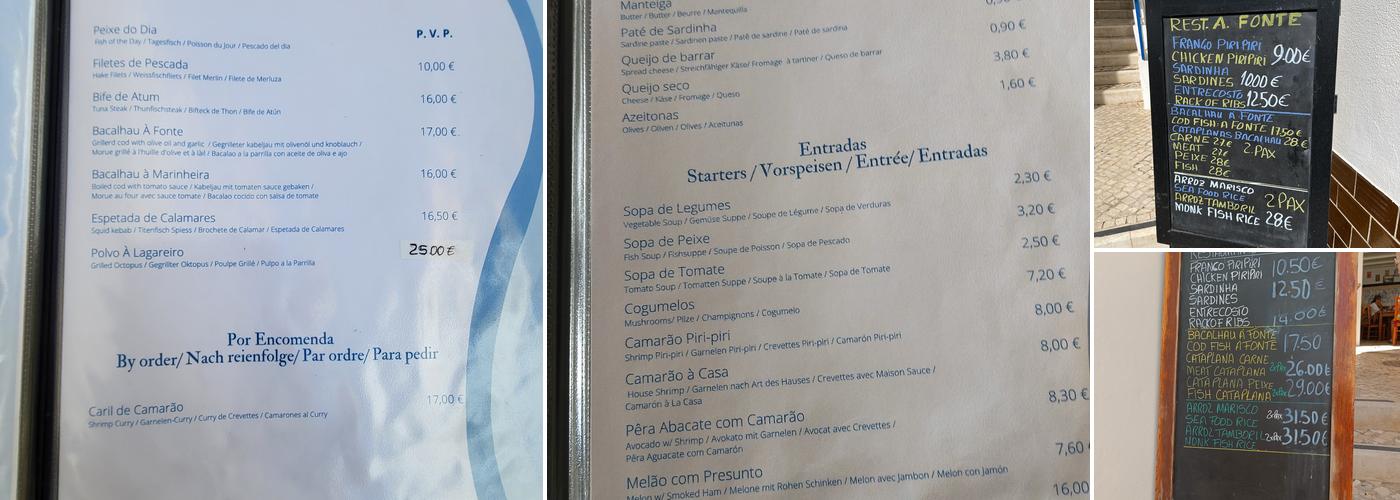 Peixe do Dia
Fish of the Day / Tagesfisch / Poisson du Jour / Pescado del dia
P. V. P.
Filetes de Pescada
10,00 €
Hake Filets / Weissfischfilets / Filet Merlin / Filete de Merluza
Bife de Atum
16,00 €
Tuna Steak / Thunfischsteak / Bifteck de Thon / Bife de Atún
Bacalhau À Fonte
17,00 €
Grillerd cod with olive oil and garlic / Gegrilleter kabeljau mit olivenöl und knoblauch /
Morue grillé à l'huille d'olive et à läil / Bacalao a la parrilla con aceite de oliva e ajo
Bacalhau à Marinheira
16,00 €
Boiled cod with tomato sauce / Kabeljau mit tomaten sauce gebaken /
Morue au four avec sauce tomate / Bacalao cocido con salsa de tomate
Espetada de Calamares
16,50 €
Squid kebab / Titenfisch Spiess / Brochete de Calamar / Espetada de Calamares
Polvo À Lagareiro
25.00 €
Grilled Octopus / Gegrillter Oktopus / Poulpe Grillé / Pulpo a la Parrilla
Por Encomenda
By order/ Nach reienfolge/ Par ordre/ Para pedir
Caril de Camarão
17,00 €
Shrimp Curry / Garnelen-Curry / Curry de Crevettes / Camarones al Curry
Manteiga
Butter / Butter / Beurre / Mantequilla
Paté de Sardinha
0,90 €
Sardine paste / Sardinen paste / Paté de sardine / Paté de sardina
Queijo de barrar
3,80 €
Spread cheese / Streichfähiger Käse/ Fromage à tartiner / Queso de barrar
Queijo seco
1,60 €
Cheese / Käse / Fromage / Queso
Azeitonas
Olives / Oliven / Olives / Aceitunas
Entradas
Starters / Vorspeisen / Entrée/ Entradas
2,30 €
Sopa de Legumes
Vegetable Soup / Gemüse Suppe / Soupe de Légume / Sopa de Verduras
3,20 €
Sopa de Peixe
Fish Soup / Fishsuppe / Soupe de Poisson / Sopa de Pescado
2,50 €
Sopa de Tomate
Tomato Soup / Tomatten Suppe / Soupe à la Tomate / Sopa de Tomate
7,20 €
Cogumelos
Mushrooms/ Pilze / Champignons / Cogumelo
8,00 €
Camarão Piri-piri
Shrimp Piri-piri / Garnelen Piri-piri / Crevettes Piri-piri / Camarón Piri-piri
8,00 €
Camarão à Casa
House Shrimp / Garnelen nach Art des Hauses / Crevettes avec Maison Sauce /
Camarón à La Casa
8,30 €
Pêra Abacate com Camarão
Avocado w/ Shrimp / Avokato mit Garnelen / Avocat avec Crevettes /
Pêra Aguacate com Camarón
7,60
Melão com Presunto
Melon w/ Smoked Ham / Melone mit Rohen Schinken / Melon avec Jambon / Melon con Jamón
16,00
REST. A. FONTE
FRANGO PIRI PIRI
CHICKEN PIRIPIRI 9.00€
SARDINHA
SARDINES 10.00€
ENTRECOSTO
RACK OF RIBS 12.50€
BACALHAU A FONTE
COD FISH A FONTE 17.50€
CATAPLANAS BACALHAU 28.€
CARNE 27€
MEAT 27€ 2.PAX
PEIXE 28€
FISH 28€
ARROZ MARISCO
SEA FOOD RICE 2 PAX
ARROZ TAMBORIL
MONK FISH RICE 28.€
FRANGO PIRIPIRI
CHICKEN PIRIPIRI 10.50€
SARDINHA
SARDINES 12.50
ENTRECOSTO
RACK OF RIBS 14.00€
BACALHAU A FONTE
COD FISH A FONTE 17.50
CATAPLANA CARNE
MEAT CATAPLANA 2xPax 26.00€
CATAPLANA PEIXE
FISH CATAPLANA 2xPax 29.00€
ARROZ MARISCO
SEA FOOD RICE 2xPax 31.50€
ARROZ TAMBORIL
MONK FISH RICE 2xPax 31.50€